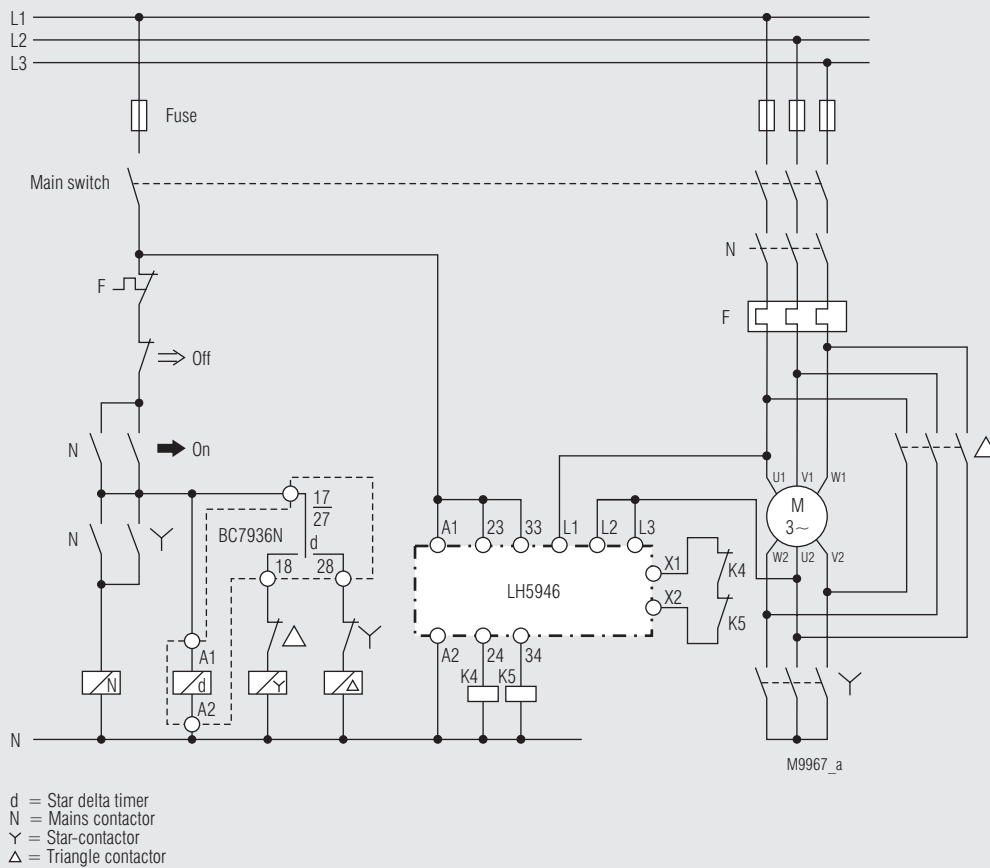 L1
L2
L3
Fuse
Main switch
N
F
F
Off
N
On
U1 V1 W1
17
27
M
3~
N
BC7936N
d
A1 23 33 L1 L2 L3
W2 U2 V2
18 28
X1
K4
LH5946
X2
K5
A1
A2 24 34
N
d
K4 K5
A2
N
M9967_a
d = Star delta timer
N = Mains contactor
Y = Star-contactor
△ = Triangle contactor